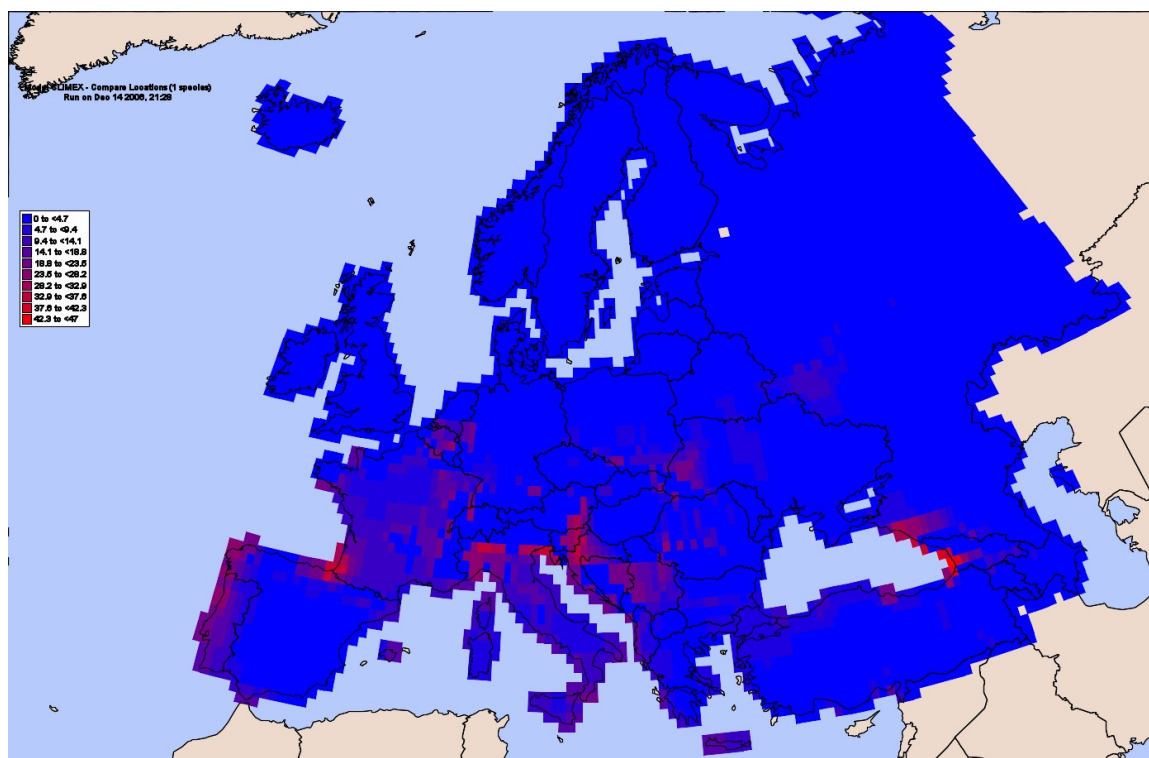 Model CLIMEX - Compare Locations (1 species)
Run on Dec 14 2006, 21:28
0 to <4.7
4.7 to <9.4
9.4 to <14.1
14.1 to <18.8
18.8 to <23.5
23.5 to <28.2
28.2 to <32.9
32.9 to <37.6
37.6 to <42.3
42.3 to <47